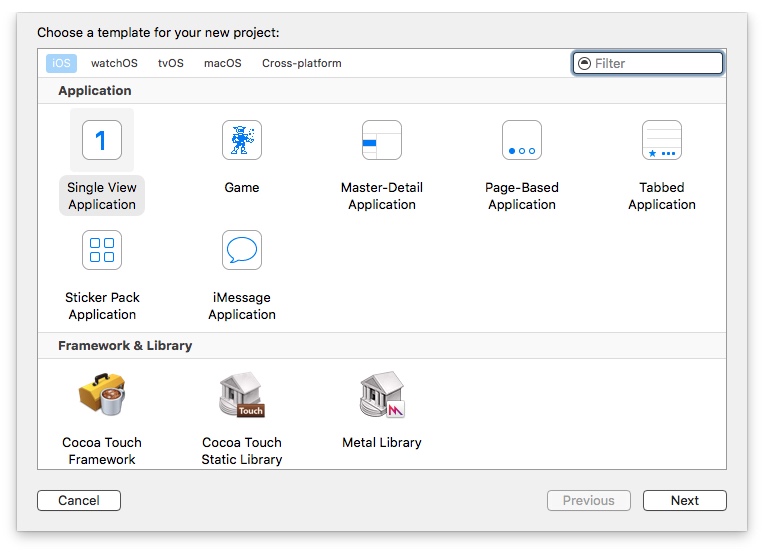 Choose a template for your new project:
iOS watchOS tvOS macOS Cross-platform Filter
Application
1
Single View Application
Game
Master-Detail Application
Page-Based Application
Tabbed Application
Sticker Pack Application
iMessage Application
Framework & Library
Touch
Cocoa Touch Framework
Cocoa Touch Static Library
Metal Library
Cancel Previous Next